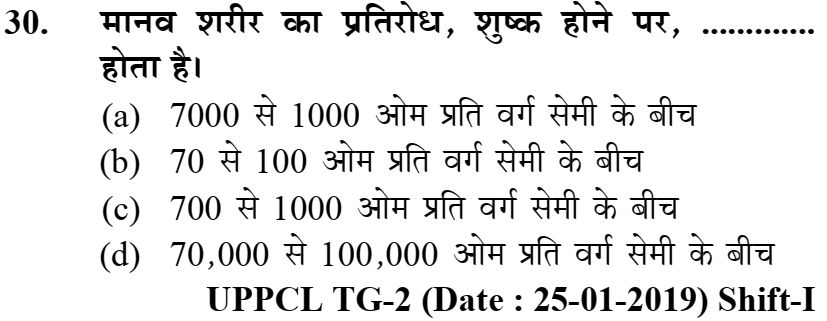 30. मानव शरीर का प्रतिरोध, शुष्क होने पर, .............
होता है।
(a) 7000 से 1000 ओम प्रति वर्ग सेमी के बीच
(b) 70 से 100 ओम प्रति वर्ग सेमी के बीच
(c) 700 से 1000 ओम प्रति वर्ग सेमी के बीच
(d) 70,000 से 100,000 ओम प्रति वर्ग सेमी के बीच
UPPCL TG-2 (Date : 25-01-2019) Shift-I